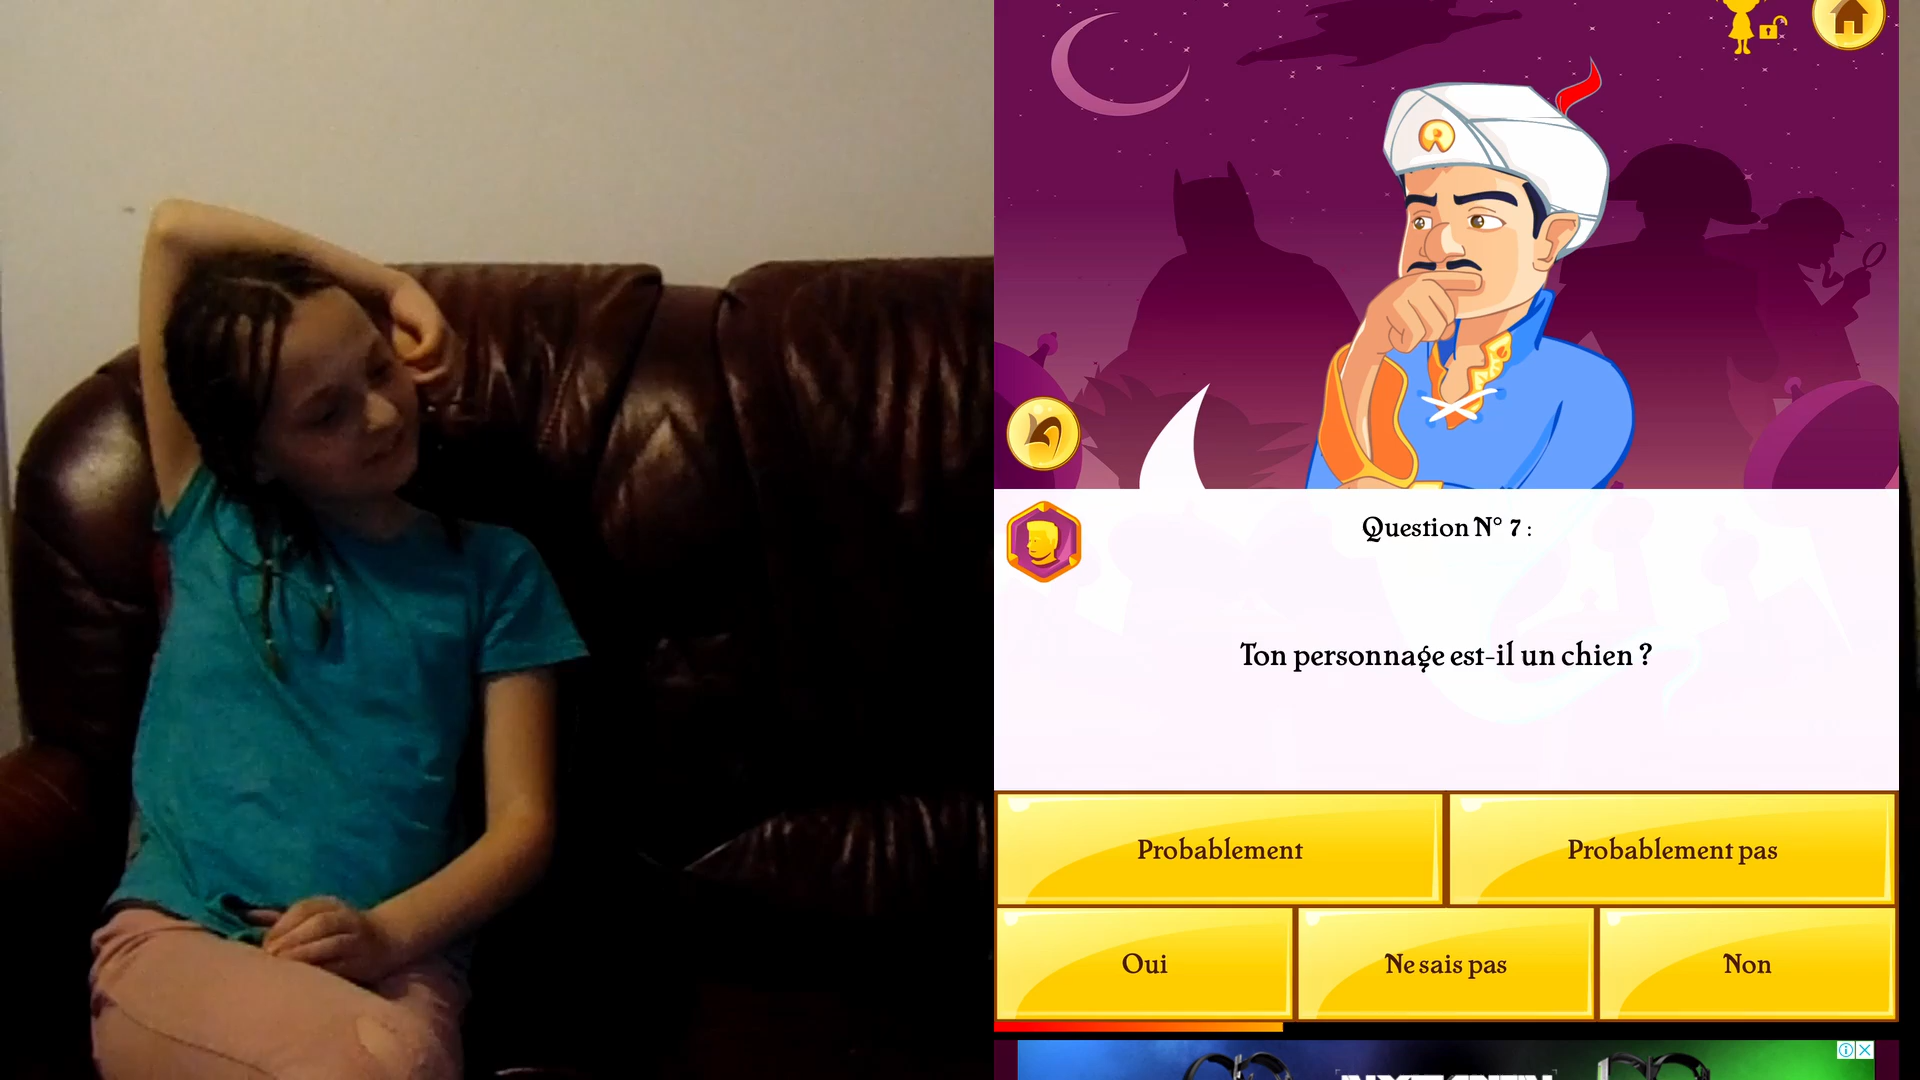 Question N° 7 :
Ton personnage est-il un chien ?
Probablement
Probablement pas
Oui
Ne sais pas
Non